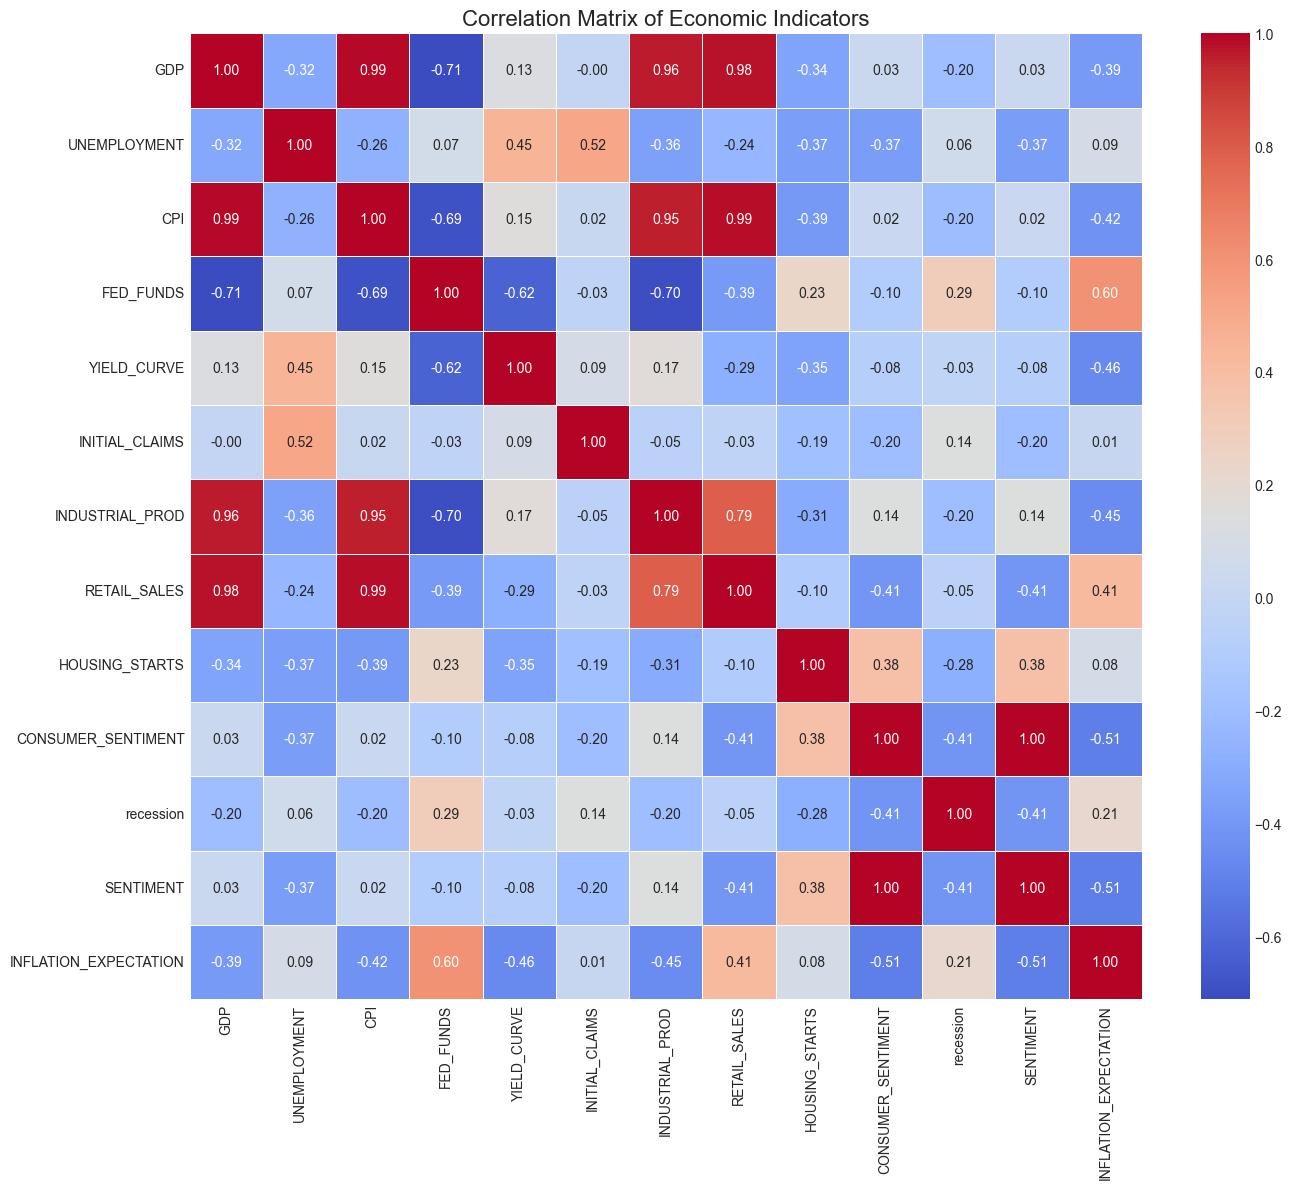 Correlation Matrix of Economic Indicators
GDP 1.00 -0.32 0.99 -0.71 0.13 -0.00 0.96 0.98 -0.34 0.03 -0.20 0.03 -0.39
UNEMPLOYMENT -0.32 1.00 -0.26 0.07 0.45 0.52 -0.36 -0.24 -0.37 -0.37 0.06 -0.37 0.09
CPI 0.99 -0.26 1.00 -0.69 0.15 0.02 0.95 0.99 -0.39 0.02 -0.20 0.02 -0.42
FED_FUNDS -0.71 0.07 -0.69 1.00 -0.62 -0.03 -0.70 -0.39 0.23 -0.10 0.29 -0.10 0.60
YIELD_CURVE 0.13 0.45 0.15 -0.62 1.00 0.09 0.17 -0.29 -0.35 -0.08 -0.03 -0.08 -0.46
INITIAL_CLAIMS -0.00 0.52 0.02 -0.03 0.09 1.00 -0.05 -0.03 -0.19 -0.20 0.14 -0.20 0.01
INDUSTRIAL_PROD 0.96 -0.36 0.95 -0.70 0.17 -0.05 1.00 0.79 -0.31 0.14 -0.20 0.14 -0.45
RETAIL_SALES 0.98 -0.24 0.99 -0.39 -0.29 -0.03 0.79 1.00 -0.10 -0.41 -0.05 -0.41 0.41
HOUSING_STARTS -0.34 -0.37 -0.39 0.23 -0.35 -0.19 -0.31 -0.10 1.00 0.38 -0.28 0.38 0.08
CONSUMER_SENTIMENT 0.03 -0.37 0.02 -0.10 -0.08 -0.20 0.14 -0.41 0.38 1.00 -0.41 1.00 -0.51
recession -0.20 0.06 -0.20 0.29 -0.03 0.14 -0.20 -0.05 -0.28 -0.41 1.00 -0.41 0.21
SENTIMENT 0.03 -0.37 0.02 -0.10 -0.08 -0.20 0.14 -0.41 0.38 1.00 -0.41 1.00 -0.51
INFLATION_EXPECTATION -0.39 0.09 -0.42 0.60 -0.46 0.01 -0.45 0.41 0.08 -0.51 0.21 -0.51 1.00
GDP
UNEMPLOYMENT
CPI
FED_FUNDS
YIELD_CURVE
INITIAL_CLAIMS
INDUSTRIAL_PROD
RETAIL_SALES
HOUSING_STARTS
CONSUMER_SENTIMENT
recession
SENTIMENT
INFLATION_EXPECTATION
1.0
0.8
0.6
0.4
0.2
0.0
−0.2
−0.4
−0.6